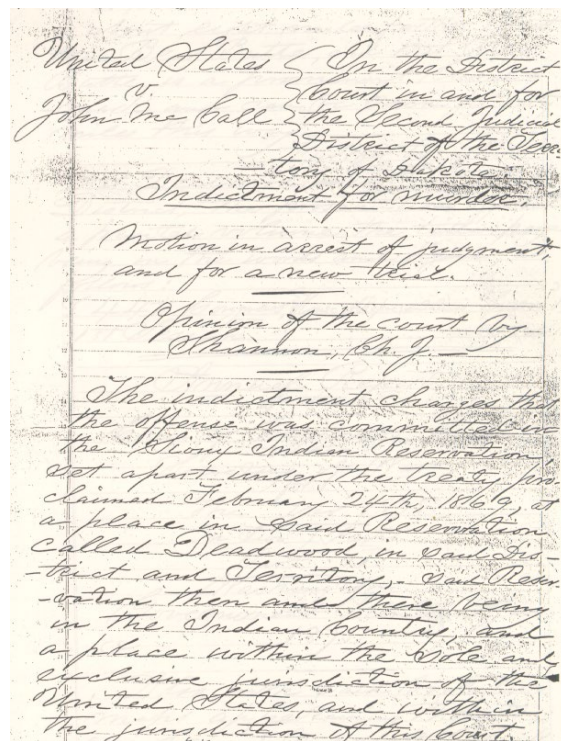 United States { In the District
v. Court in and for
John McCall the Second Judicial
District of the Terri-
tory of Dakota.
Indictment for murder.
Motion in arrest of judgment,
and for a new trial.
Opinion of the court by
Shannon, Ch. J. —
The indictment charges that
the offense was committed in
the Sioux Indian Reservation
set apart under the treaty pro-
claimed February 24th, 1869, at
a place in said Reservation
called Deadwood, in said Dis-
-trict and Territory, - said Reser-
-vation then and there being
in the Indian Country, and
a place within the sole and
exclusive jurisdiction of the
United States, and within
the jurisdiction of this Court.